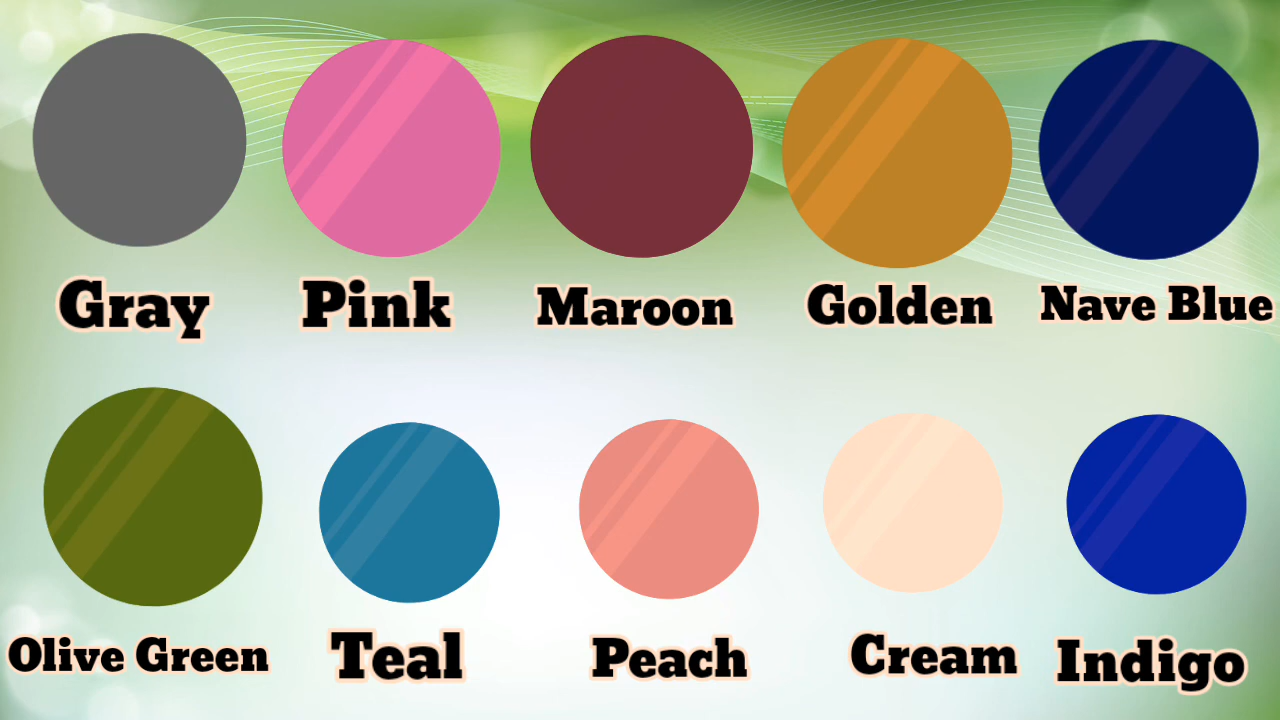 Gray
Pink
Maroon
Golden
Nave Blue
Olive Green
Teal
Peach
Cream
Indigo